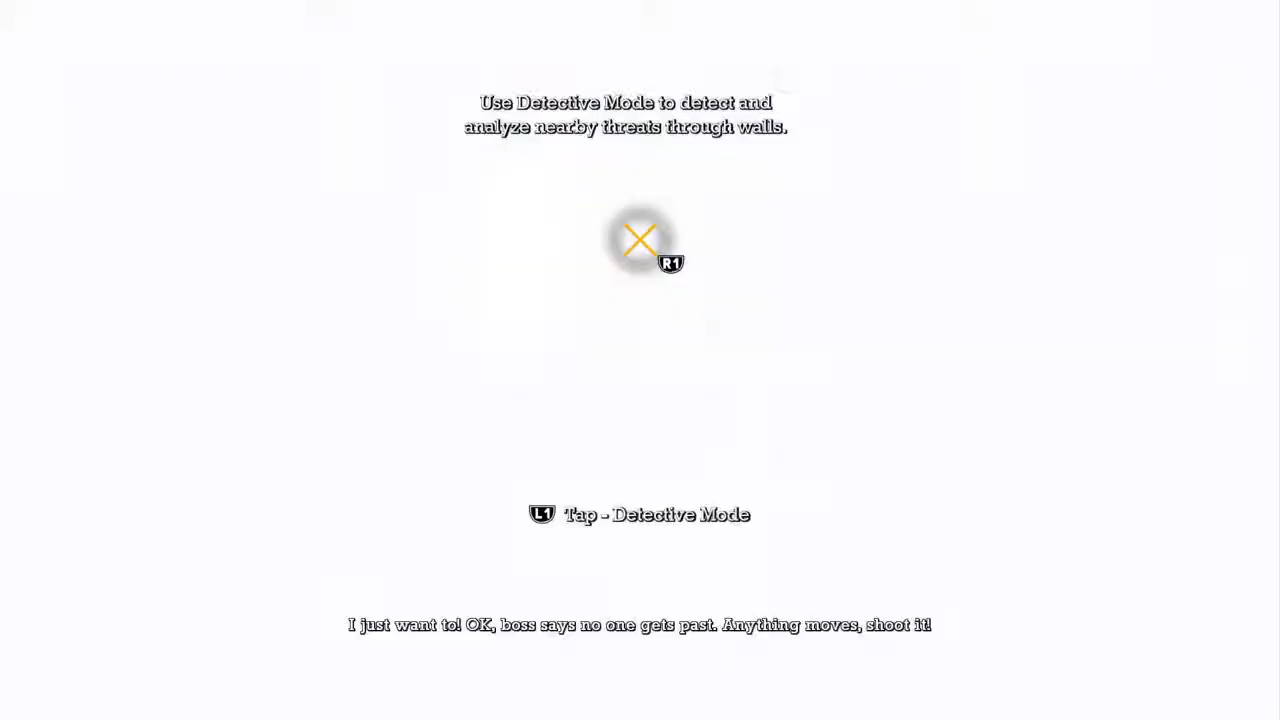 Use Detective Mode to detect and
analyze nearby threats through walls.
R1
L1 Tap - Detective Mode
I just want to! OK, boss says no one gets past. Anything moves, shoot it!